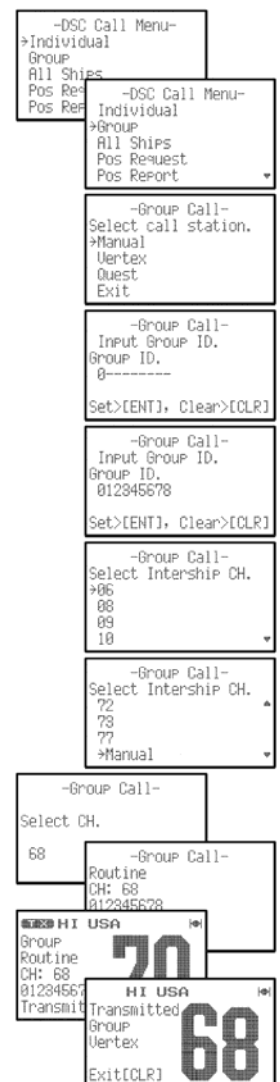 -DSC Call Menu-
→Individual
Group
All Ships
Pos Req
Pos Rep
-DSC Call Menu-
Individual
→Group
All Ships
Pos Request
Pos Report
-Group Call-
Select call station.
→Manual
Vertex
Quest
Exit
-Group Call-
Input Group ID.
Group ID.
0--------
Set>[ENT], Clear>[CLR]
-Group Call-
Input Group ID.
Group ID.
012345678
Set>[ENT], Clear>[CLR]
-Group Call-
Select Intership CH.
→06
08
09
10
-Group Call-
Select Intership CH.
72
73
77
→Manual
-Group Call-
Select CH.
68
-Group Call-
Routine
CH: 68
012345678
TX HI USA
Group
Routine
CH: 68
01234567
Transmit
70
HI USA
Transmitted
Group
Vertex
68
Exit[CLR]